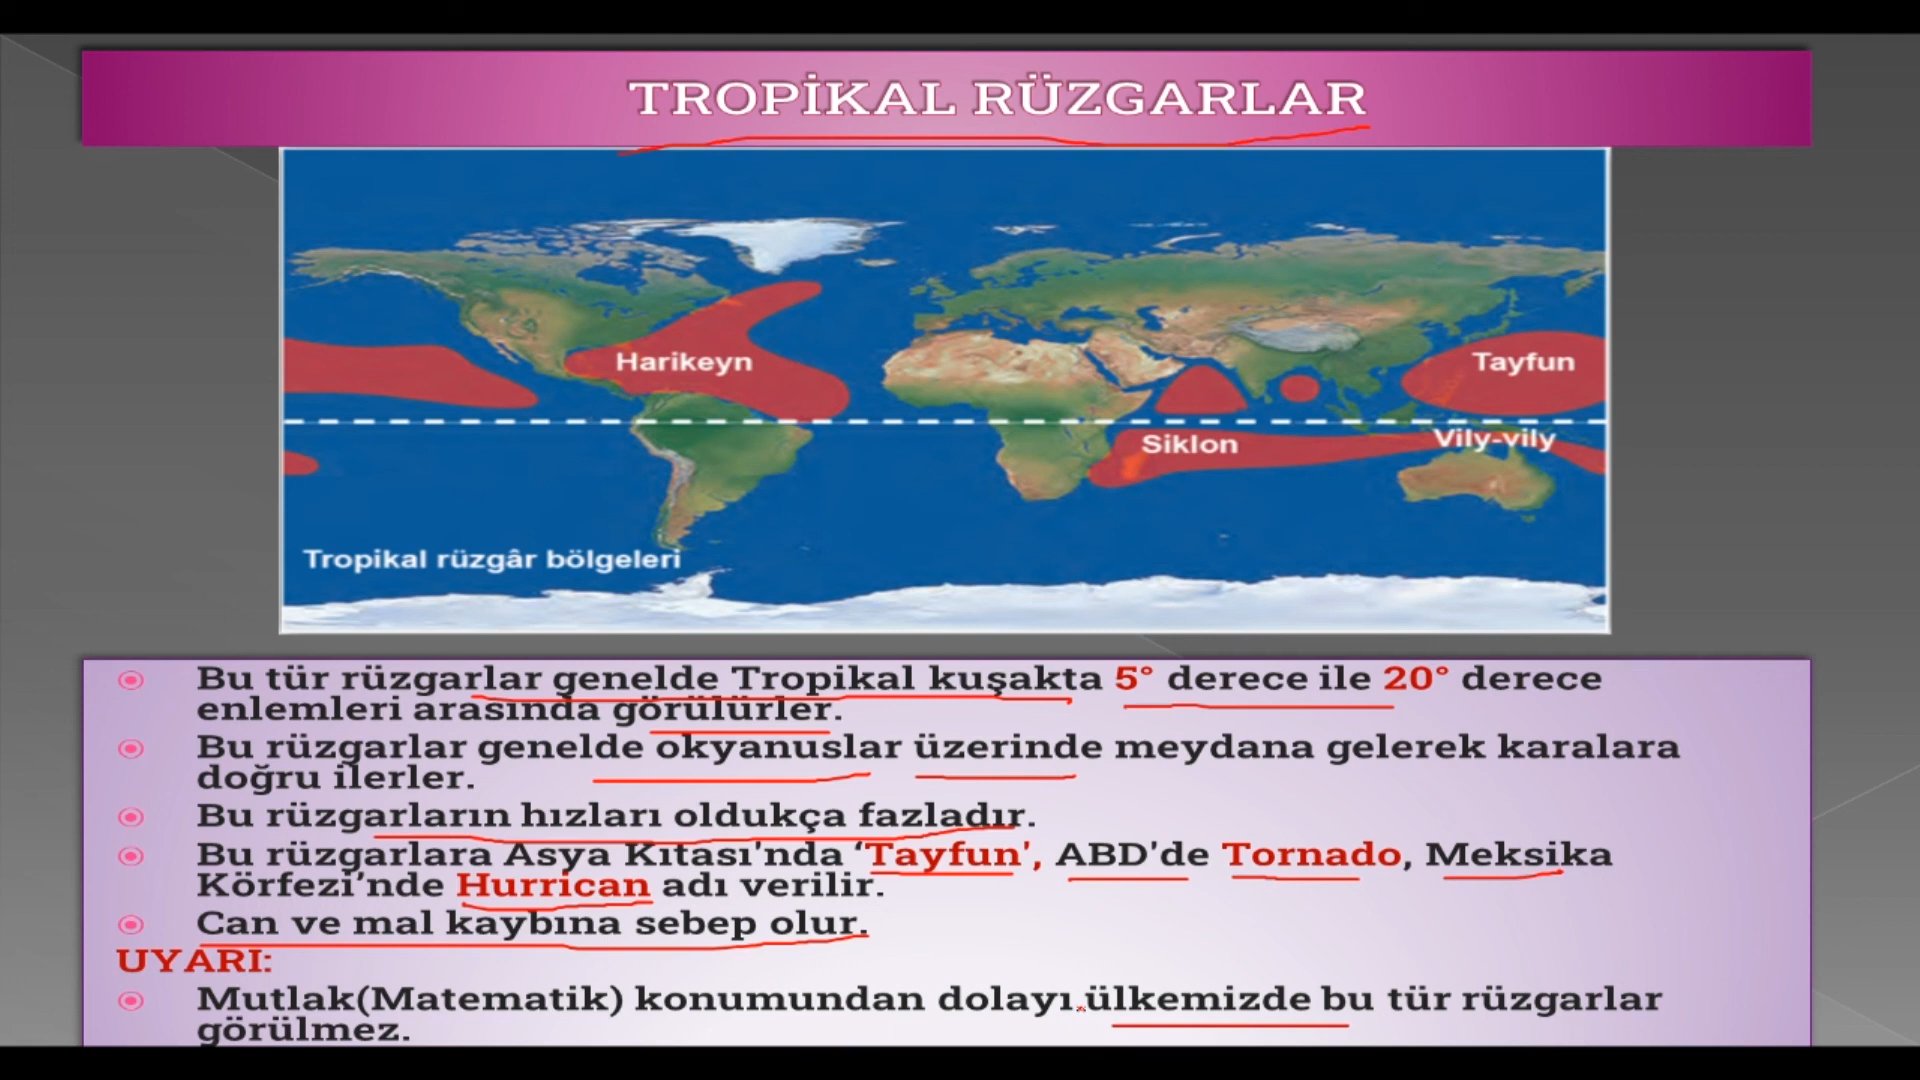 TROPİKAL RÜZGARLAR
Harikeyn
Tayfun
Siklon
Vily-vily
Tropikal rüzgâr bölgeleri
Bu tür rüzgarlar genelde Tropikal kuşakta 5° derece ile 20° derece
enlemleri arasında görülürler.
Bu rüzgarlar genelde okyanuslar üzerinde meydana gelerek karalara
doğru ilerler.
Bu rüzgarların hızları oldukça fazladır.
Bu rüzgarlara Asya Kıtası'nda ‘Tayfun', ABD'de Tornado, Meksika
Körfezi'nde Hurrican adı verilir.
Can ve mal kaybına sebep olur.
UYARI:
Mutlak(Matematik) konumundan dolayı ülkemizde bu tür rüzgarlar
görülmez.